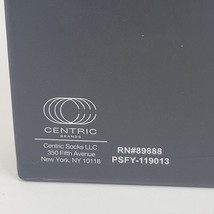 CENTRIC
BRANDS
Centric Socks LLC
350 Fifth Avenue
New York, NY 10118
RN#89888
PSFY-119013